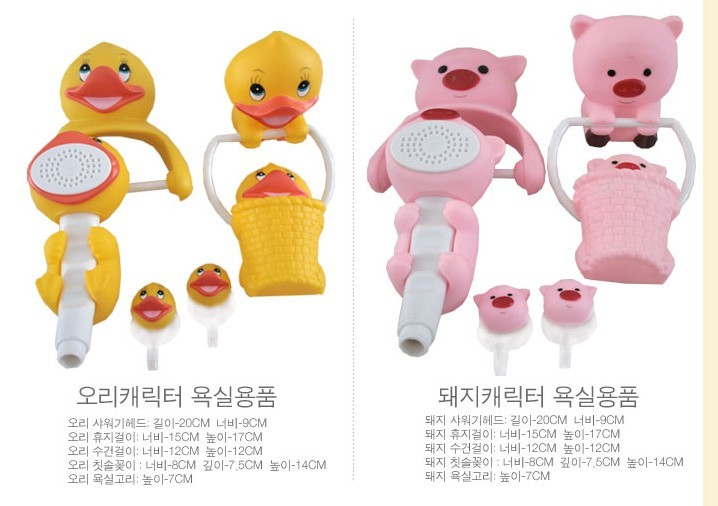 오리캐릭터 욕실용품
오리 샤워기헤드: 길이-20CM 너비-9CM
오리 휴지걸이: 너비-15CM 높이-17CM
오리 수건걸이: 너비-12CM 높이-12CM
오리 칫솔꽂이 : 너비-8CM 깊이-7,5CM 높이-14CM
오리 욕실고리: 높이-7CM
돼지캐릭터 욕실용품
돼지 샤워기헤드: 길이-20CM 너비-9CM
돼지 휴지걸이: 너비-15CM 높이-17CM
돼지 수건걸이: 너비-12CM 높이-12CM
돼지 칫솔꽂이 : 너비-8CM 깊이-7,5CM 높이-14CM
돼지 욕실고리: 높이-7CM